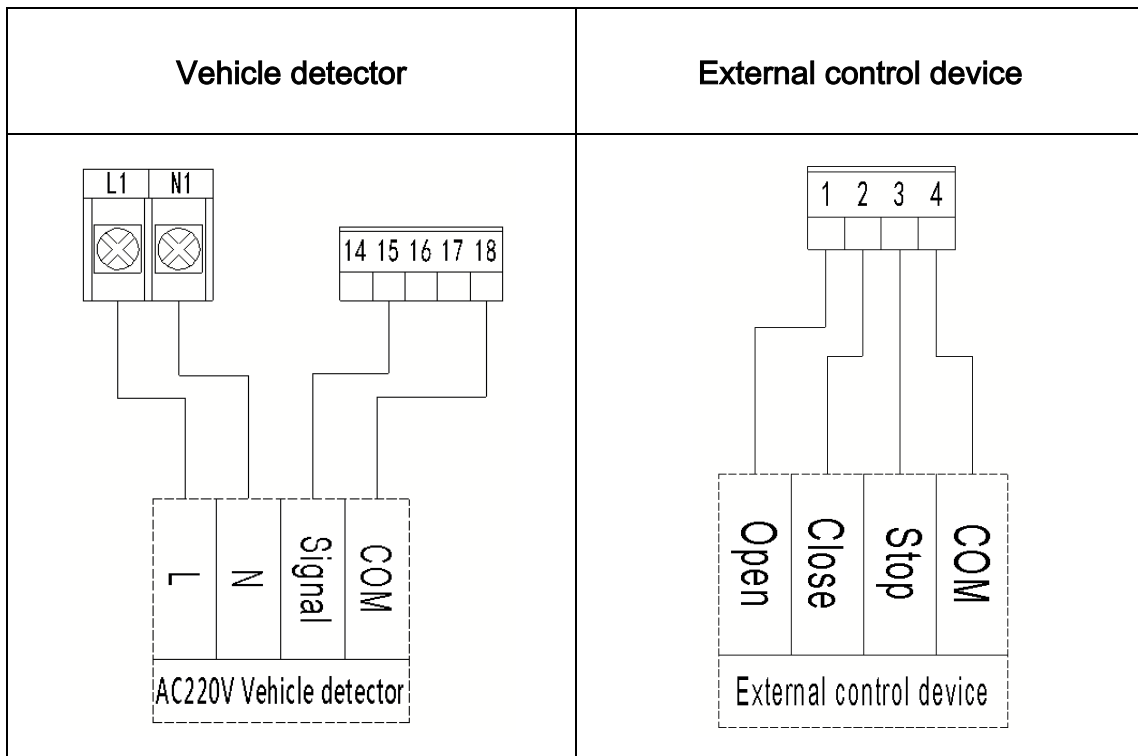 Vehicle detector
External control device
L1 N1
14 15 16 17 18
L
N
Signal
COM
AC220V Vehicle detector
1 2 3 4
Open
Close
Stop
COM
External control device